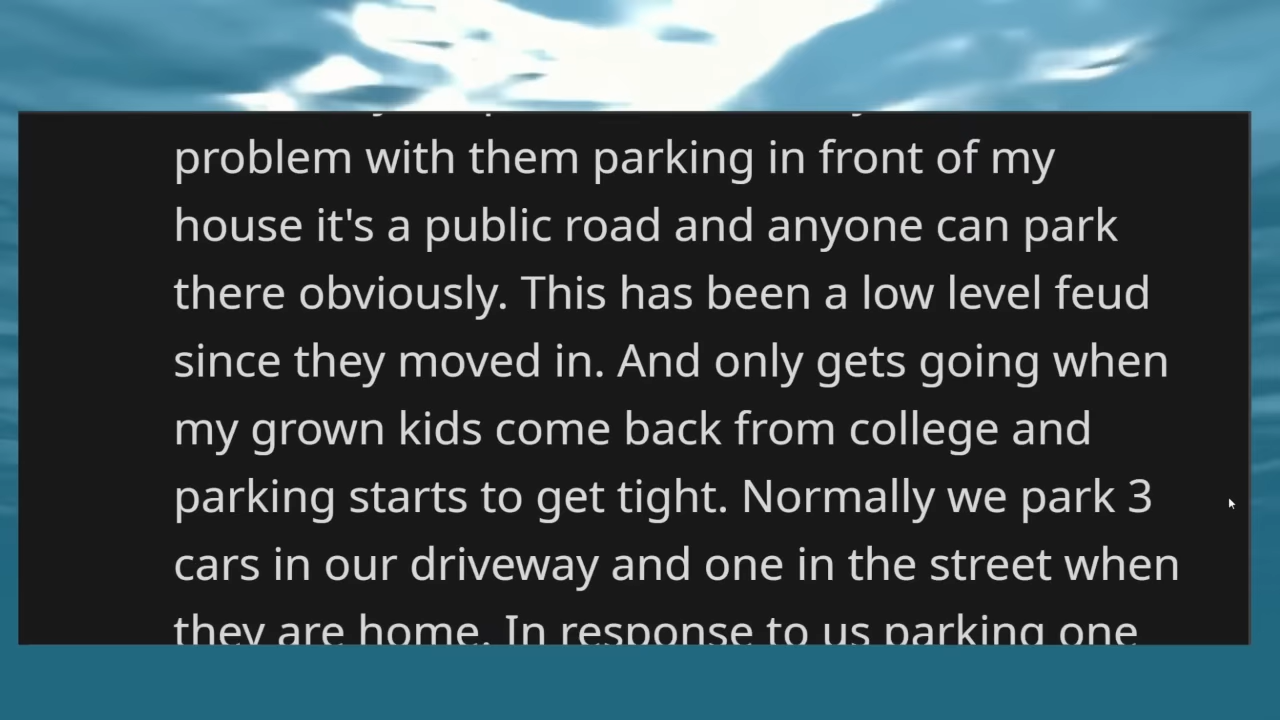 problem with them parking in front of my
house it's a public road and anyone can park
there obviously. This has been a low level feud
since they moved in. And only gets going when
my grown kids come back from college and
parking starts to get tight. Normally we park 3
cars in our driveway and one in the street when
they are home. In response to us parking one